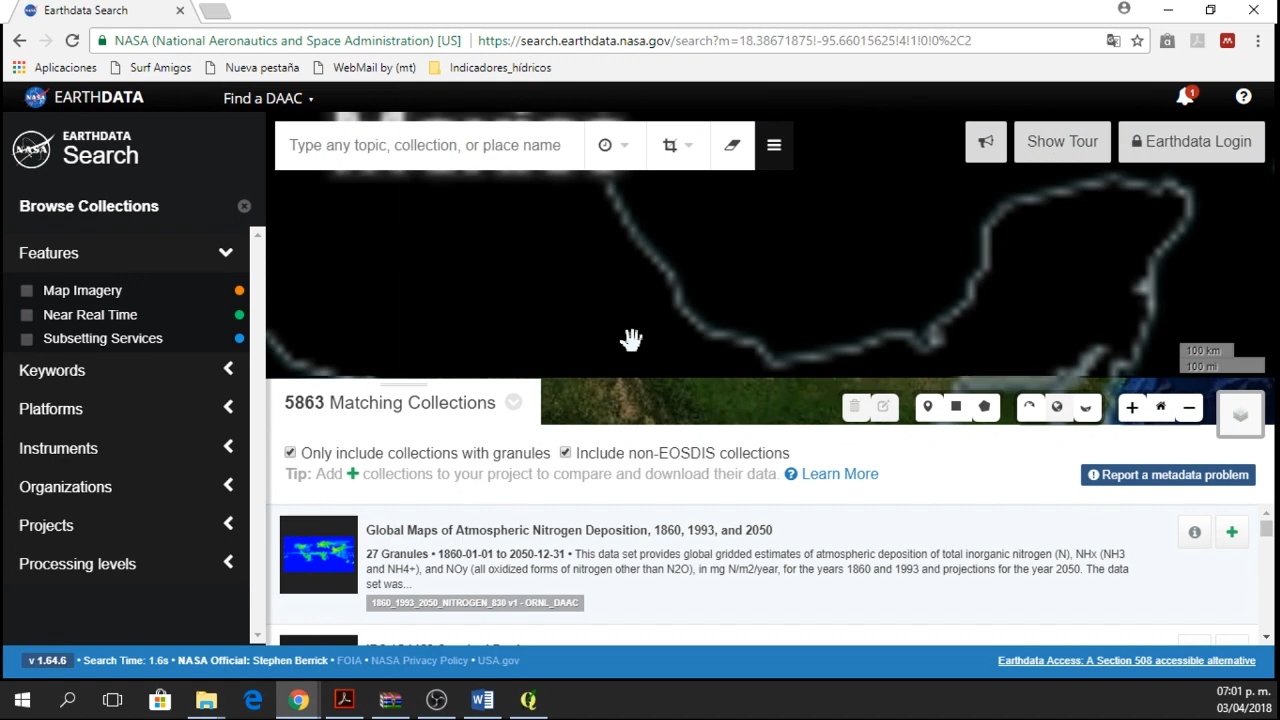 Earthdata Search
NASA (National Aeronautics and Space Administration) [US] https://search.earthdata.nasa.gov/search?m=18.38671875!-95.66015625!4!1!0!0%2C2
Aplicaciones Surf Amigos Nueva pestaña WebMail by (mt) Indicadores_hídricos
EARTHDATA Find a DAAC 1
EARTHDATA
Search
Type any topic, collection, or place name
Show Tour Earthdata Login
Browse Collections
Features
Map Imagery
Near Real Time
Subsetting Services
Keywords
Platforms
Instruments
Organizations
Projects
Processing levels
100 km
100 mi
5863 Matching Collections
Only include collections with granules Include non-EOSDIS collections
Tip: Add + collections to your project to compare and download their data. ? Learn More
Report a metadata problem
Global Maps of Atmospheric Nitrogen Deposition, 1860, 1993, and 2050
27 Granules • 1860-01-01 to 2050-12-31 • This data set provides global gridded estimates of atmospheric deposition of total inorganic nitrogen (N), NHx (NH3
and NH4+), and NOy (all oxidized forms of nitrogen other than N2O), in mg N/m2/year, for the years 1860 and 1993 and projections for the year 2050. The data
set was...
1860_1993_2050_NITROGEN_830 v1 - ORNL_DAAC
v 1.64.6 • Search Time: 1.6s • NASA Official: Stephen Berrick • FOIA • NASA Privacy Policy • USA.gov
Earthdata Access: A Section 508 accessible alternative
07:01 p. m.
03/04/2018